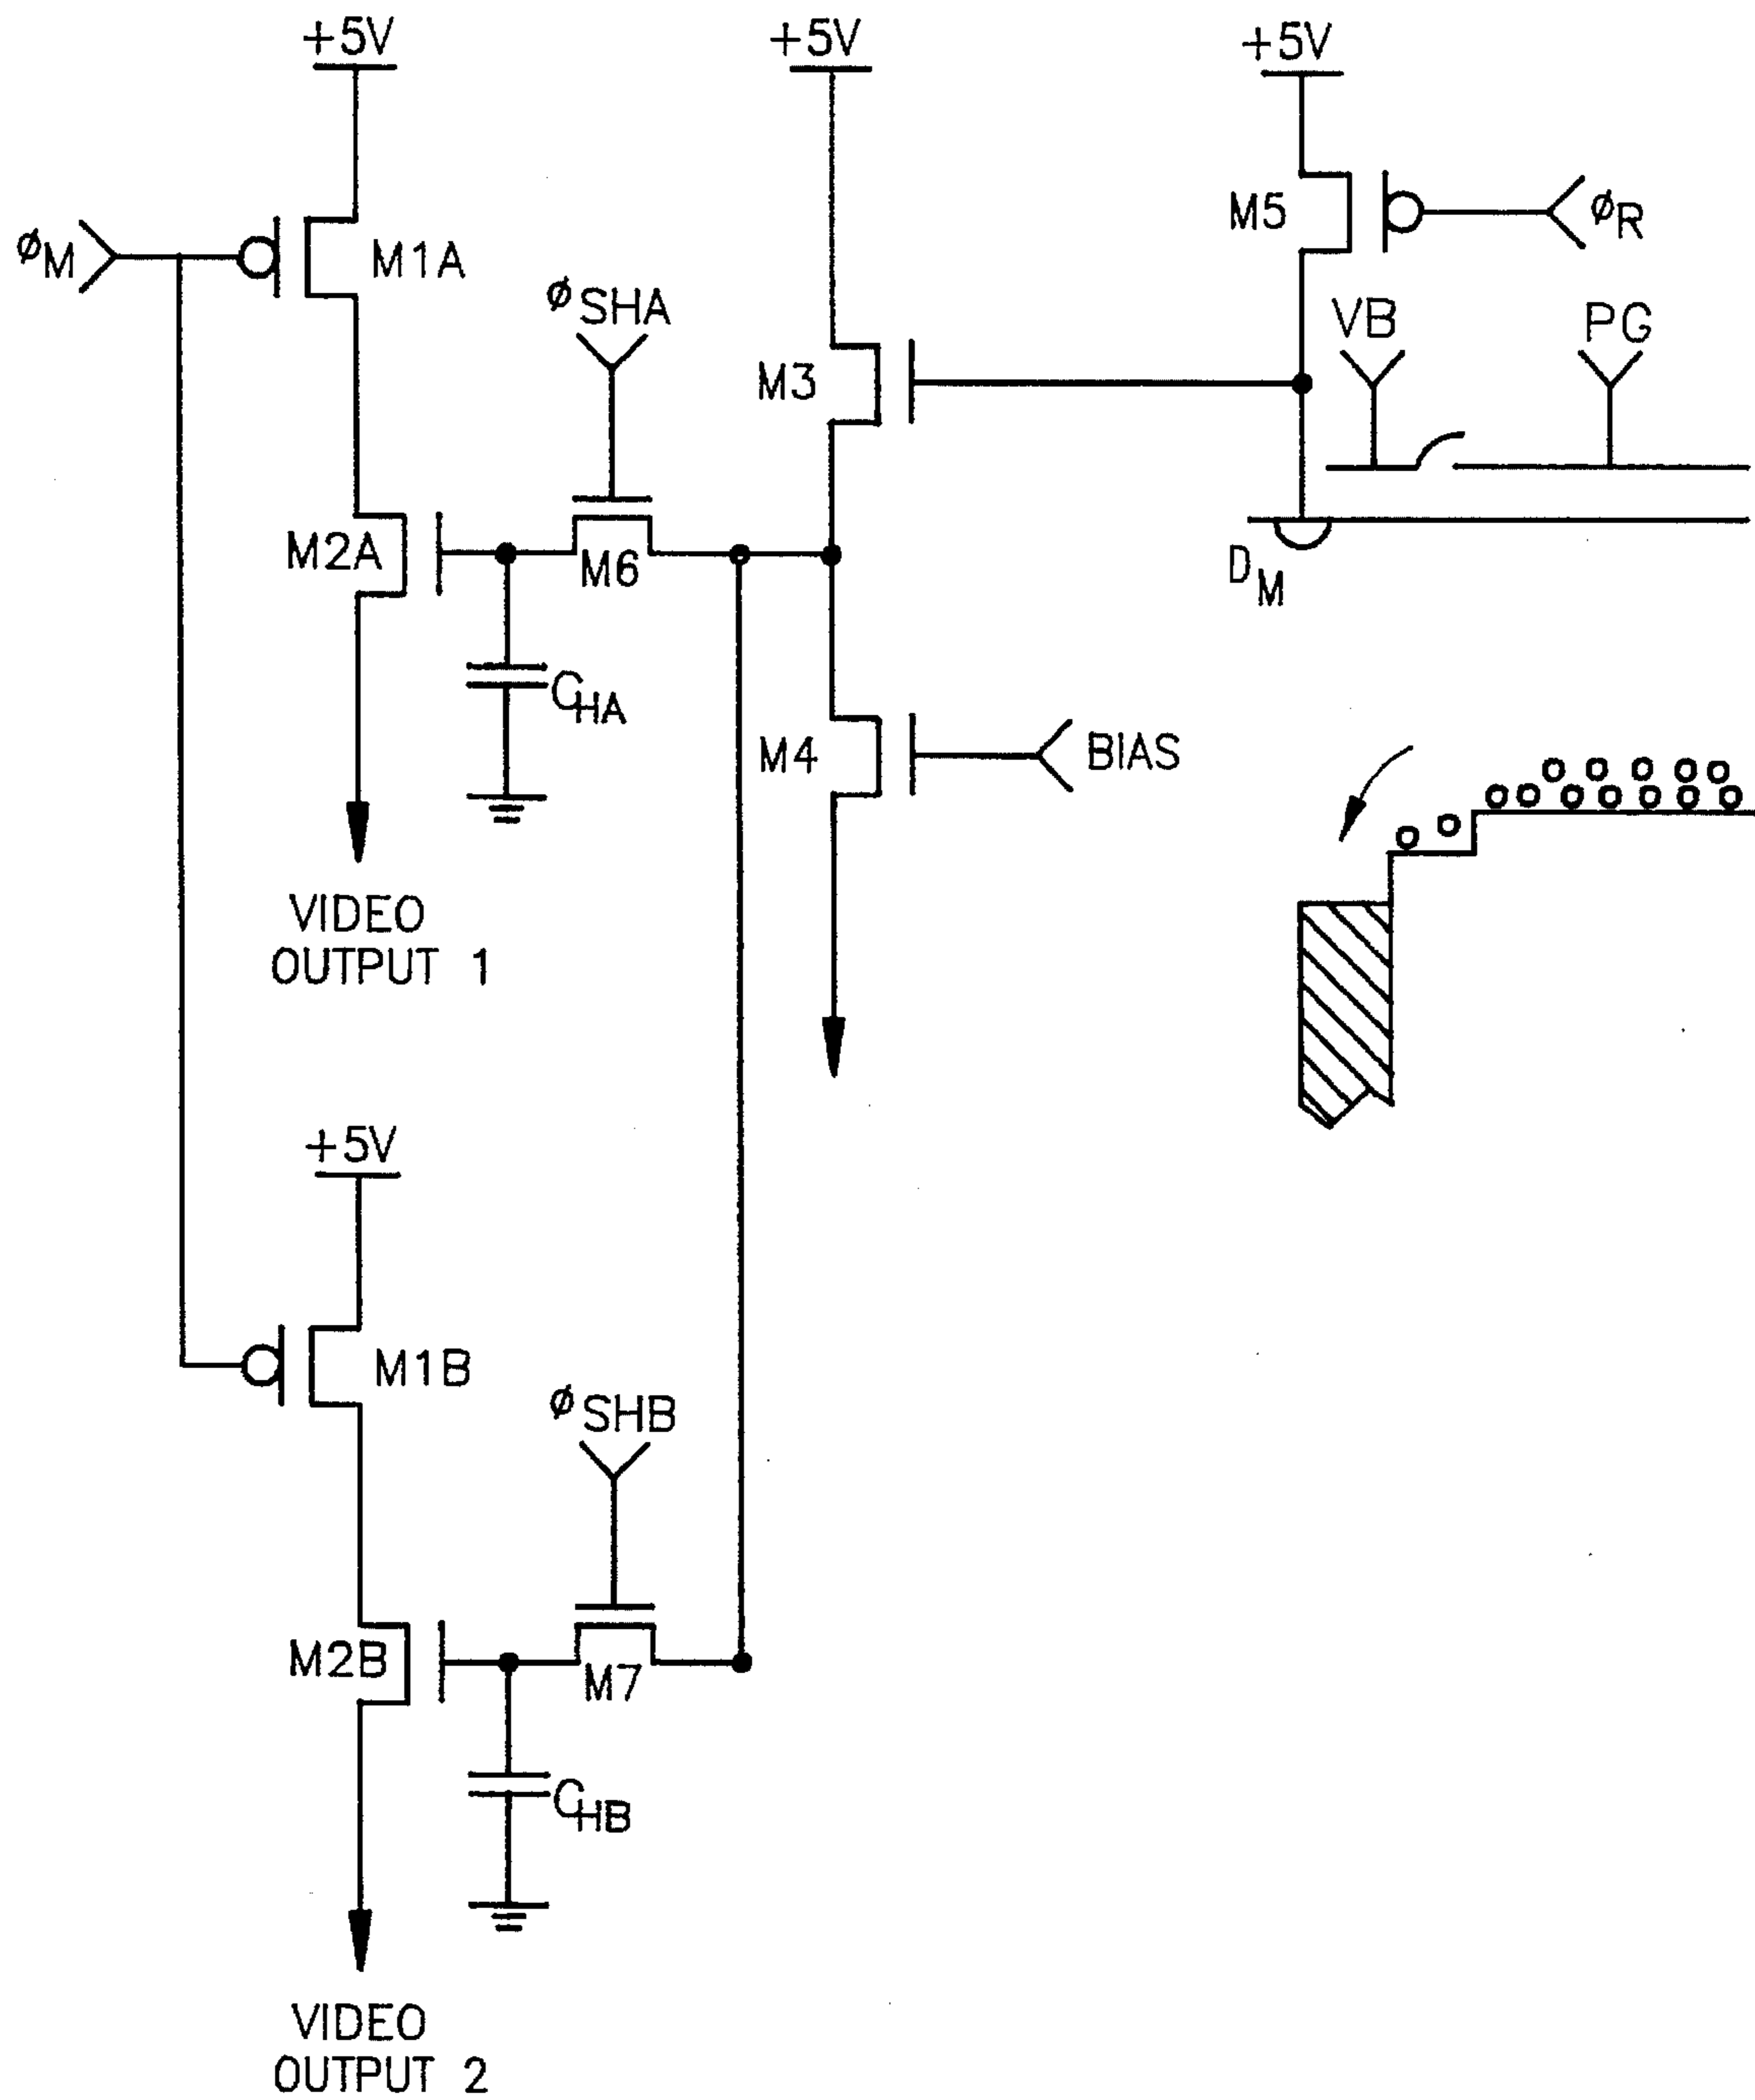 +5V
+5V
+5V
ϕM
M1A
ϕSHA
M5
ϕR
VB
PG
M3
M2A
M6
DM
CHA
M4
BIAS
VIDEO
OUTPUT 1
+5V
M1B
ϕSHB
M2B
M7
CHB
VIDEO
OUTPUT 2